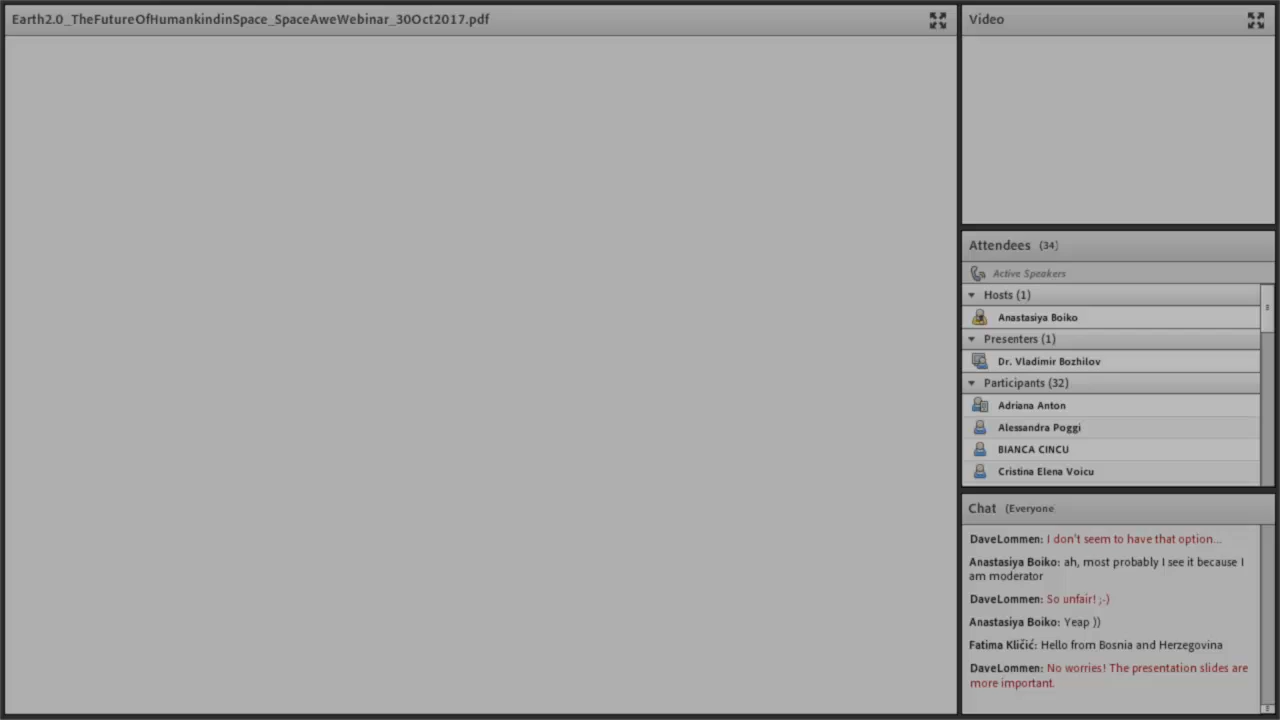 Earth2.0_TheFutureOfHumankindinSpace_SpaceAweWebinar_30Oct2017.pdf
Video
Attendees (34)
Active Speakers
Hosts (1)
Anastasiya Boiko
Presenters (1)
Dr. Vladimir Bozhilov
Participants (32)
Adriana Anton
Alessandra Poggi
BIANCA CINCU
Cristina Elena Voicu
Chat (Everyone
DaveLommen: I don't seem to have that option...
Anastasiya Boiko: ah, most probably I see it because I
am moderator
DaveLommen: So unfair! ;-)
Anastasiya Boiko: Yeap ))
Fatima Kličić: Hello from Bosnia and Herzegovina
DaveLommen: No worries! The presentation slides are
more important.